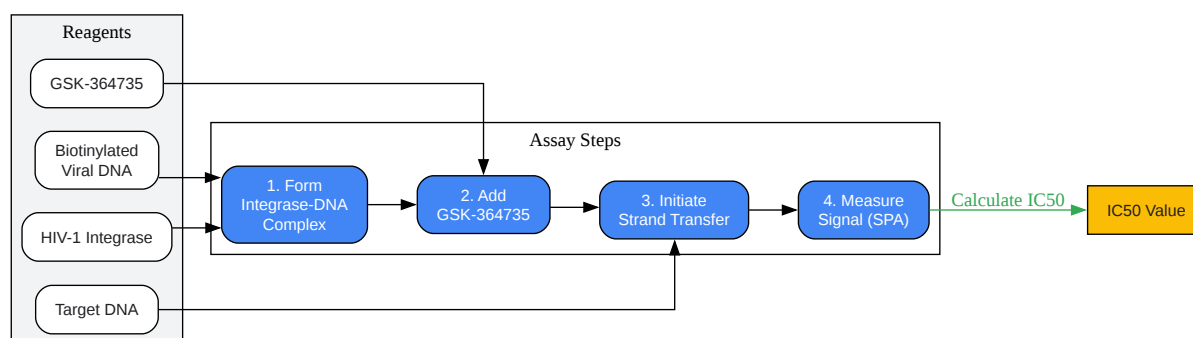 Reagents
GSK-364735
Biotinylated
Viral DNA
HIV-1 Integrase
Target DNA
Assay Steps
1. Form
Integrase-DNA
Complex
2. Add
GSK-364735
3. Initiate
Strand Transfer
4. Measure
Signal (SPA)
Calculate IC50
IC50 Value